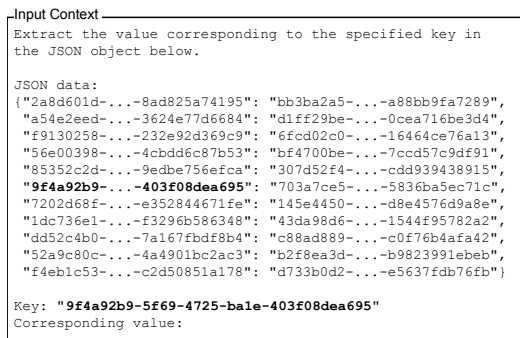 Input Context
Extract the value corresponding to the specified key in
the JSON object below.
JSON data:
{"2a8d601d-...-8ad825a74195": "bb3ba2a5-...-a88bb9fa7289",
"a54e2eed-...-3624e77d6684": "d1ff29be-...-0cea716be3d4",
"f9130258-...-232e92d369c9": "6fcd02c0-...-16464ce76a13",
"56e00398-...-4cbdd6c87b53": "bf4700be-...-7ccd57c9df91",
"85352c2d-...-9edbe756efca": "307d52f4-...-cdd939438915",
"9f4a92b9-...-403f08dea695": "703a7ce5-...-5836ba5ec71c",
"7202d68f-...-e352844671fe": "145e4450-...-d8e4576d9a8e",
"1dc736e1-...-f3296b586348": "43da98d6-...-1544f95782a2",
"dd52c4b0-...-7a167fbdf8b4": "c88ad889-...-c0f76b4afa42",
"52a9c80c-...-4a4901bc2ac3": "b2f8ea3d-...-b9823991ebeb",
"f4eb1c53-...-c2d50851a178": "d733b0d2-...-e5637fdb76fb"}
Key: "9f4a92b9-5f69-4725-ba1e-403f08dea695"
Corresponding value: